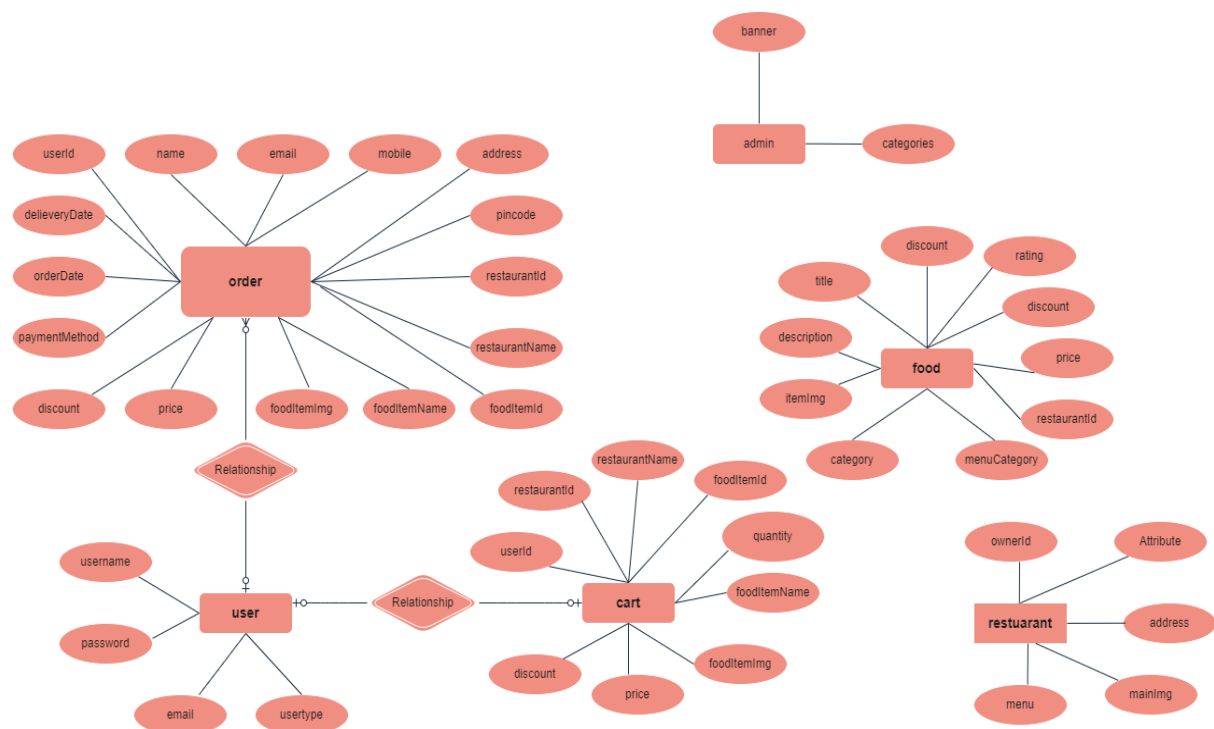 banner
admin
categories
userId
name
email
mobile
address
delieveryDate
pincode
orderDate
order
restaurantId
paymentMethod
restaurantName
discount
price
foodItemImg
foodItemName
foodItemId
discount
title
rating
discount
description
food
price
itemImg
restaurantId
category
menuCategory
Relationship
restaurantName
restaurantId
foodItemId
userId
quantity
Relationship
cart
foodItemName
discount
price
foodItemImg
username
user
password
email
usertype
ownerId
Attribute
restuarant
address
menu
mainImg